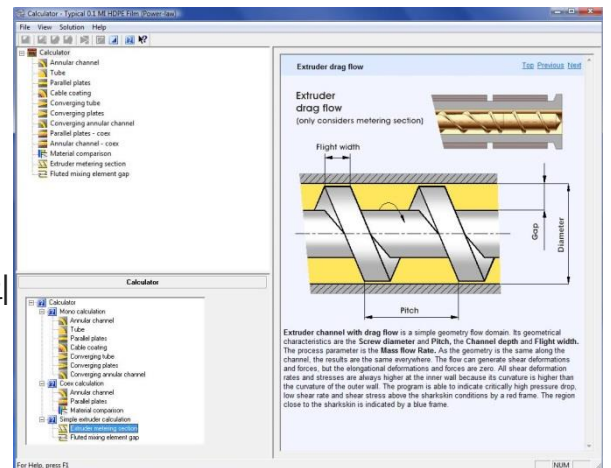 Calculator - Typical 0.1 MI HDPE Film (Power-law)
File View Solution Help
Calculator
Annular channel
Tube
Parallel plates
Cable coating
Converging tube
Converging plates
Converging annular channel
Parallel plates - coex
Annular channel - coex
Material comparison
Extruder metering section
Fluted mixing element gap
Calculator
Calculator
Mono calculation
Annular channel
Tube
Parallel plates
Cable coating
Converging tube
Converging plates
Converging annular channel
Coex calculation
Annular channel
Parallel plates
Material comparison
Simple extruder calculation
Extruder metering section
Fluted mixing element gap
Extruder drag flow
Top Previous Next
Extruder
drag flow
(only considers metering section)
Flight width
Gap
Diameter
Pitch
Extruder channel with drag flow is a simple geometry flow domain. Its geometrical
characteristics are the Screw diameter and Pitch, the Channel depth and Flight width.
The process parameter is the Mass flow Rate. As the geometry is the same along the
channel, the results are the same everywhere. The flow can generate shear deformations
and forces, but the elongational deformations and forces are zero. All shear deformation
rates and stresses are always higher at the inner wall because its curvature is higher than
the curvature of the outer wall. The program is able to indicate critically high pressure drop,
low shear rate and shear stress above the sharkskin conditions by a red frame. The region
close to the sharkskin is indicated by a blue frame.
For Help, press F1
NUM